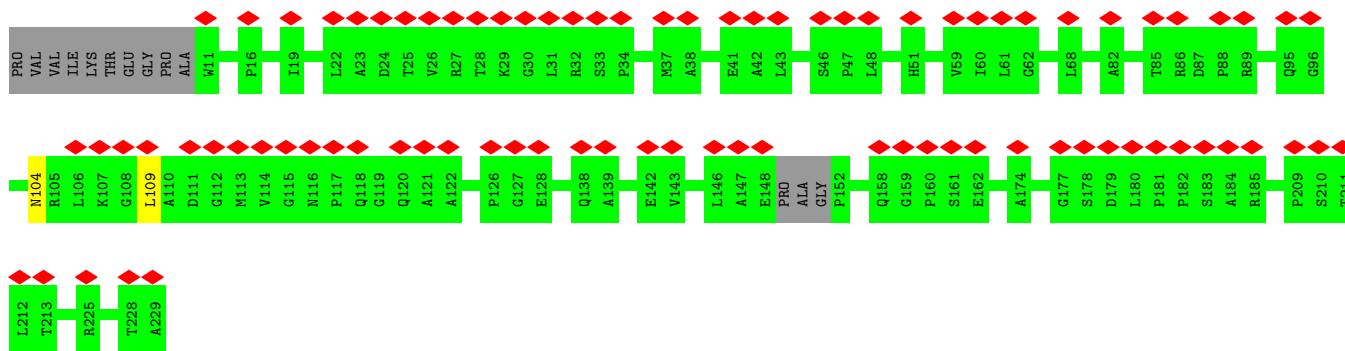 PRO VAL VAL ILE LYS THR GLU GLY PRO ALA W11 P16 I19 L22 A23 D24 T25 V26 R27 T28 K29 G30 L31 R32 S33 P34 M37 A38 E41 A42 L43 S46 P47 L48 H51 V59 I60 L61 G62 L68 A82 T85 R86 D87 P88 R89 Q95 G96
N104 R105 L106 K107 G108 L109 A110 D111 G112 M113 V114 G115 N116 P117 Q118 G119 Q120 A121 A122 P126 G127 E128 Q138 A139 E142 V143 L146 A147 E148 PRO ALA GLY P152 Q158 G159 P160 S161 E162 A174 G177 S178 D179 L180 P181 P182 S183 A184 R185 P209 S210 T211
L212 T213 R225 T228 A229